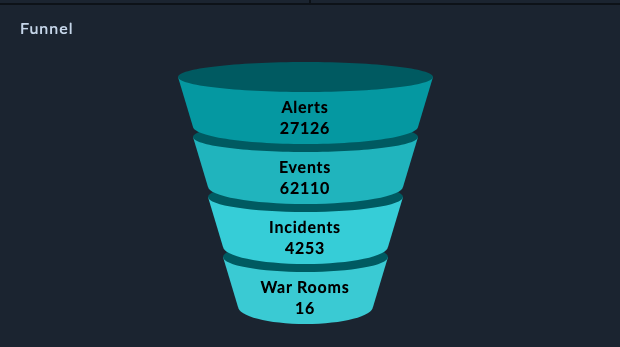 Funnel
Alerts
27126
Events
62110
Incidents
4253
War Rooms
16